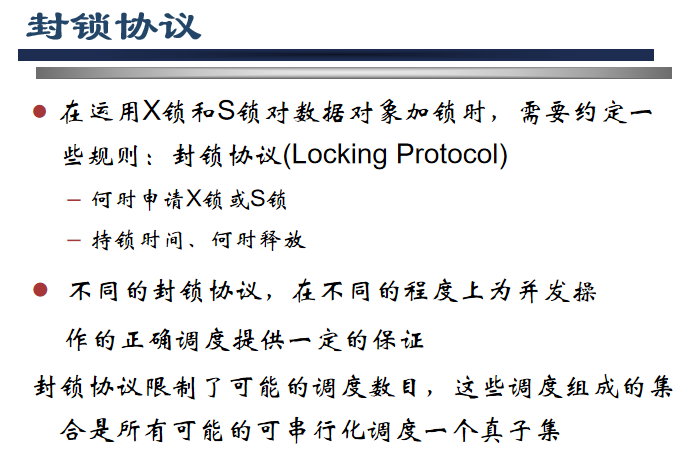 封锁协议
在运用X锁和S锁对数据对象加锁时，需要约定一
些规则：封锁协议(Locking Protocol)
– 何时申请X锁或S锁
– 持锁时间、何时释放
不同的封锁协议，在不同的程度上为并发操
作的正确调度提供一定的保证
封锁协议限制了可能的调度数目，这些调度组成的集
合是所有可能的可串行化调度一个真子集